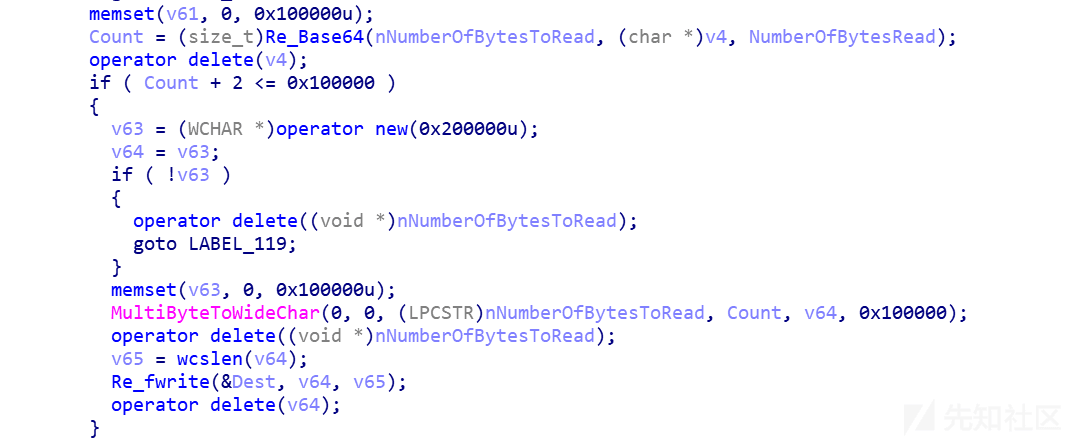 memset(v61, 0, 0x100000u);
Count = (size_t)Re_Base64(nNumberOfBytesToRead, (char *)v4, NumberOfBytesRead);
operator delete(v4);
if ( Count + 2 <= 0x100000 )
{
v63 = (WCHAR *)operator new(0x200000u);
v64 = v63;
if ( !v63 )
{
operator delete((void *)nNumberOfBytesToRead);
goto LABEL_119;
}
memset(v63, 0, 0x100000u);
MultiByteToWideChar(0, 0, (LPCSTR)nNumberOfBytesToRead, Count, v64, 0x100000);
operator delete((void *)nNumberOfBytesToRead);
v65 = wcslen(v64);
Re_fwrite(&Dest, v64, v65);
operator delete(v64);
}
先知社区